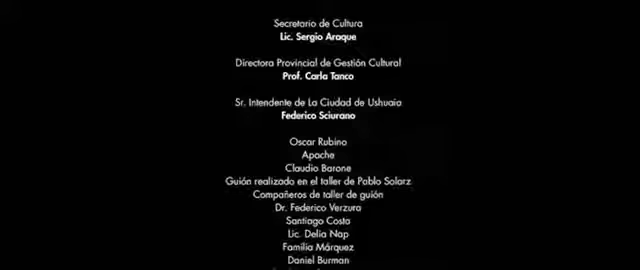 Secretario de Cultura
Lic. Sergio Araque
Directora Provincial de Gestión Cultural
Prof. Carla Tanco
Sr. Intendente de La Ciudad de Ushuaia
Federico Sciurano
Oscar Rubino
Apache
Claudio Barone
Guión realizado en el taller de Pablo Solarz
Compañeros de taller de guión
Dr. Federico Verzura
Santiago Costa
Lic. Delia Nap
Familia Márquez
Daniel Burman